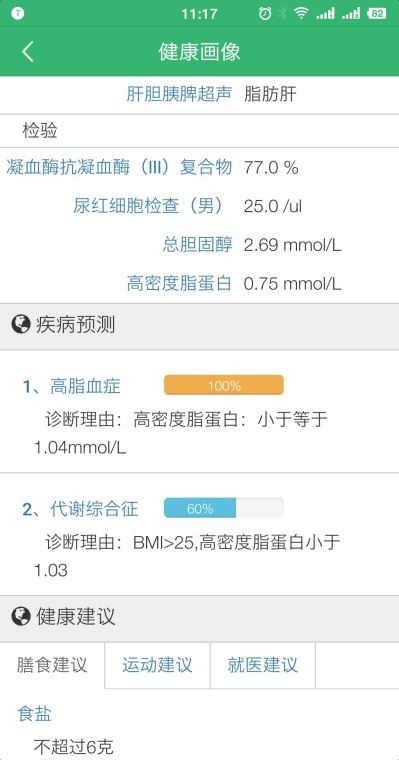 7
11:17
82
健康画像
肝胆胰脾超声 脂肪肝
检验
凝血酶抗凝血酶（III）复合物 77.0 %
尿红细胞检查（男） 25.0 /ul
总胆固醇 2.69 mmol/L
高密度脂蛋白 0.75 mmol/L
疾病预测
1、高脂血症 100%
诊断理由：高密度脂蛋白：小于等于
1.04mmol/L
2、代谢综合征 60%
诊断理由：BMI>25,高密度脂蛋白小于
1.03
健康建议
膳食建议 运动建议 就医建议
食盐
不超过6克